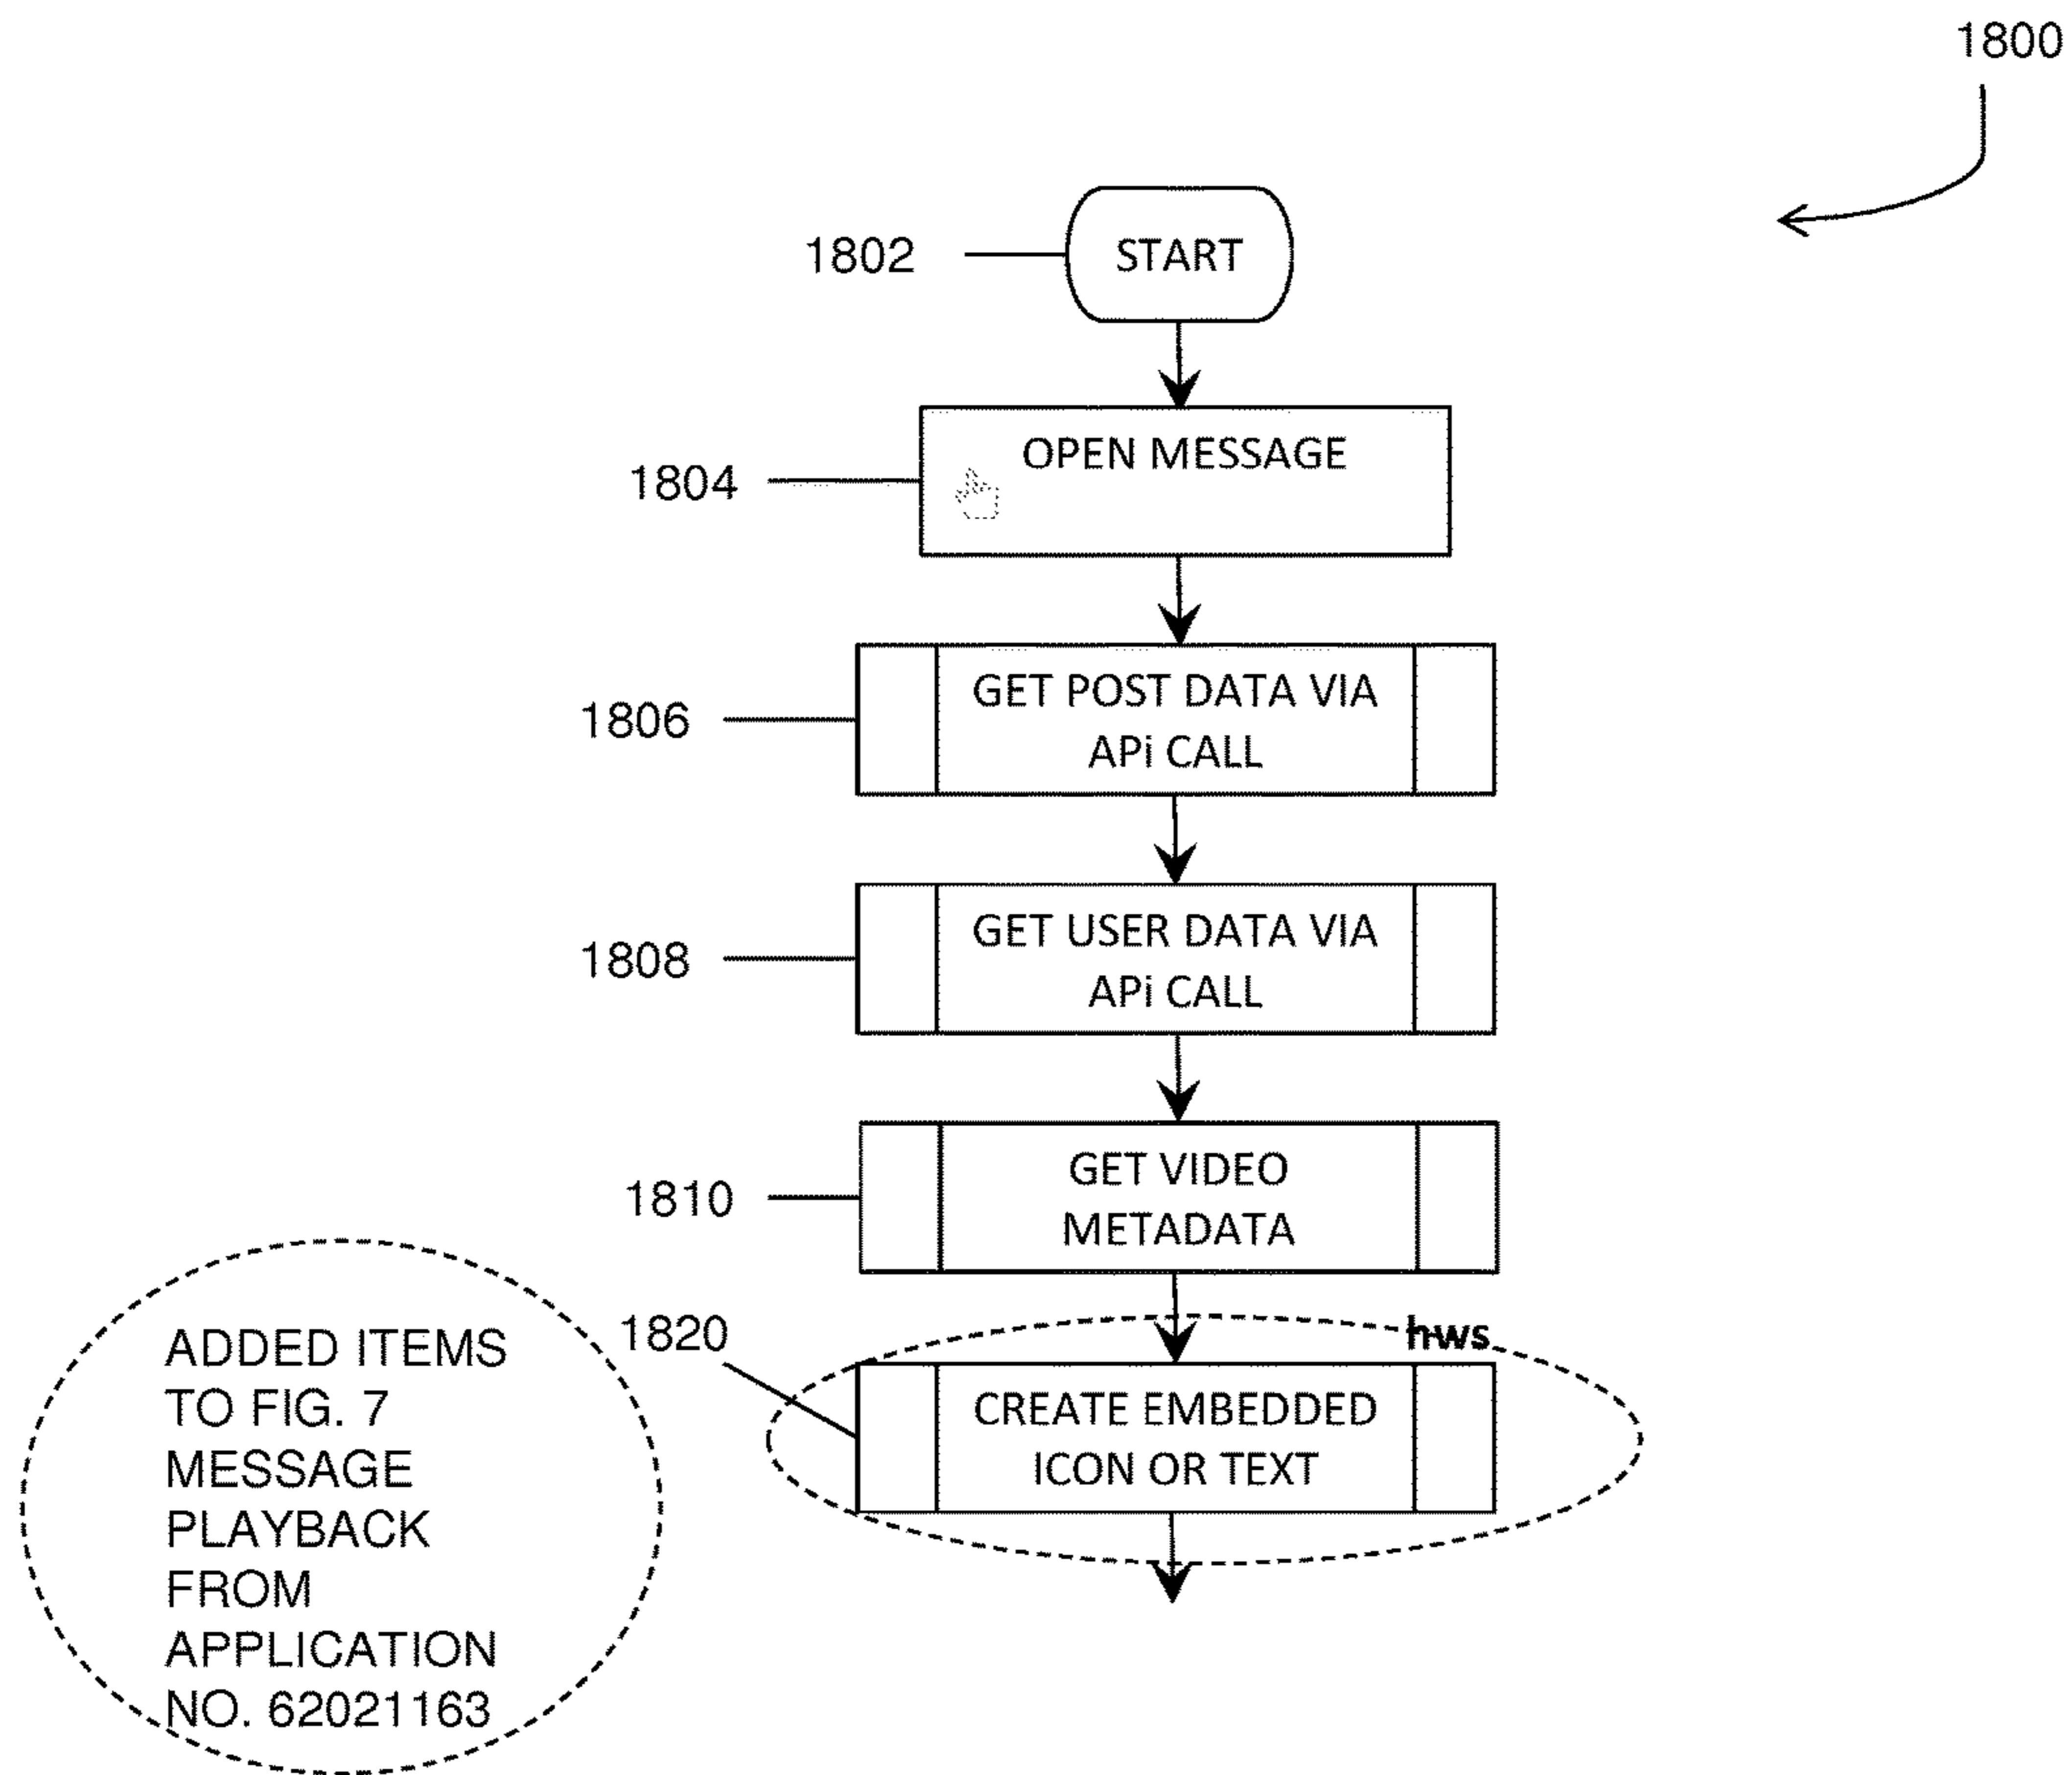 1800
1802
START
1804
OPEN MESSAGE
1806
GET POST DATA VIA
APi CALL
1808
GET USER DATA VIA
APi CALL
1810
GET VIDEO
METADATA
1820
hws
CREATE EMBEDDED
ICON OR TEXT
ADDED ITEMS
TO FIG. 7
MESSAGE
PLAYBACK
FROM
APPLICATION
NO. 62021163